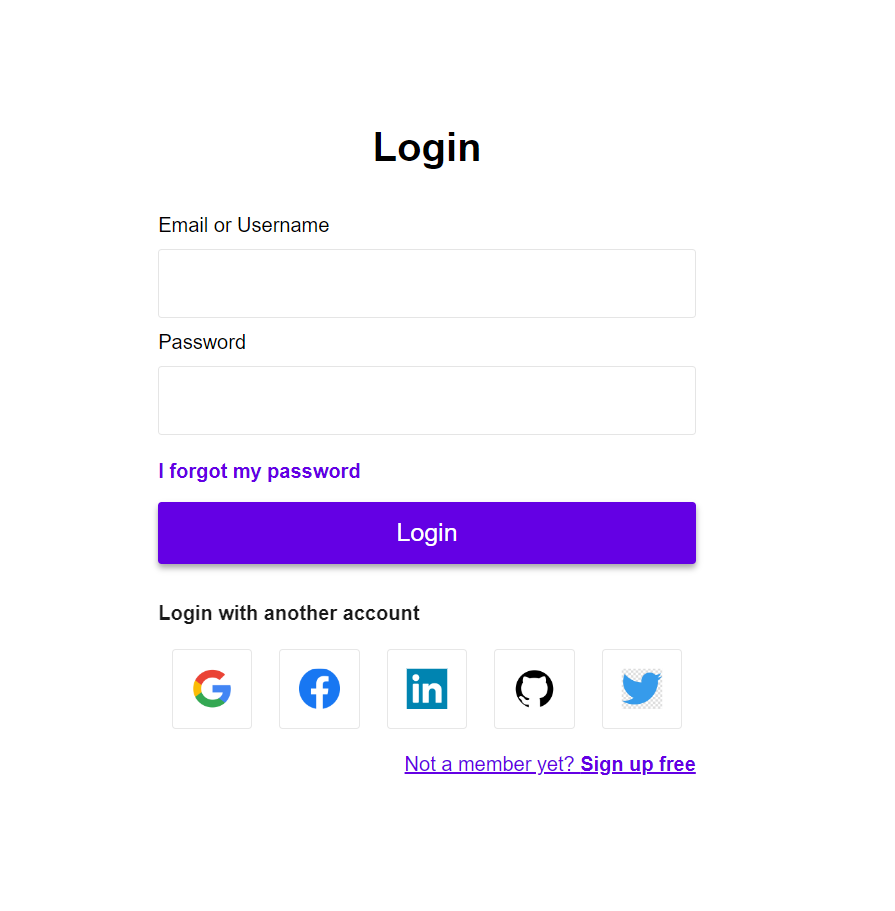 Login
Email or Username
Password
I forgot my password
Login
Login with another account
in
Not a member yet? Sign up free